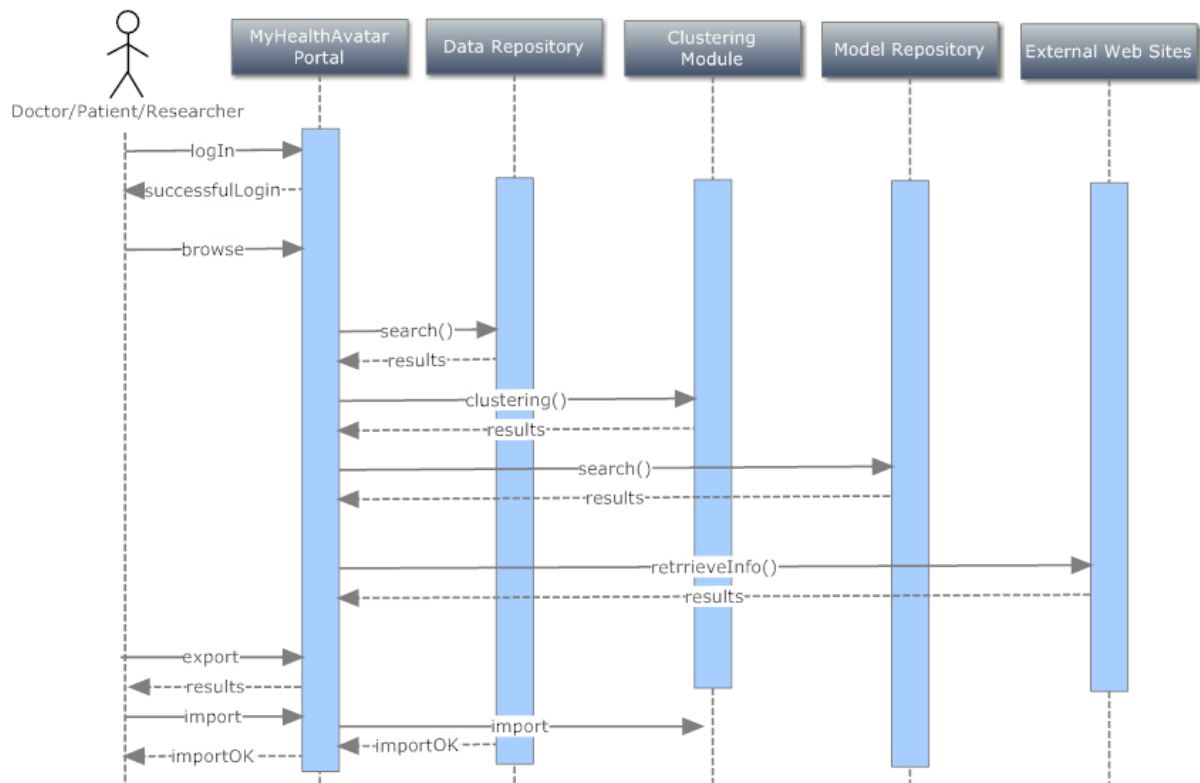 MyHealthAvatar
Portal
Data Repository
Clustering
Module
Model Repository
External Web Sites
Doctor/Patient/Researcher
logIn
successfulLogin
browse
search()
results
clustering()
results
search()
results
retrrieveInfo()
results
export
results
import
import
importOK
importOK